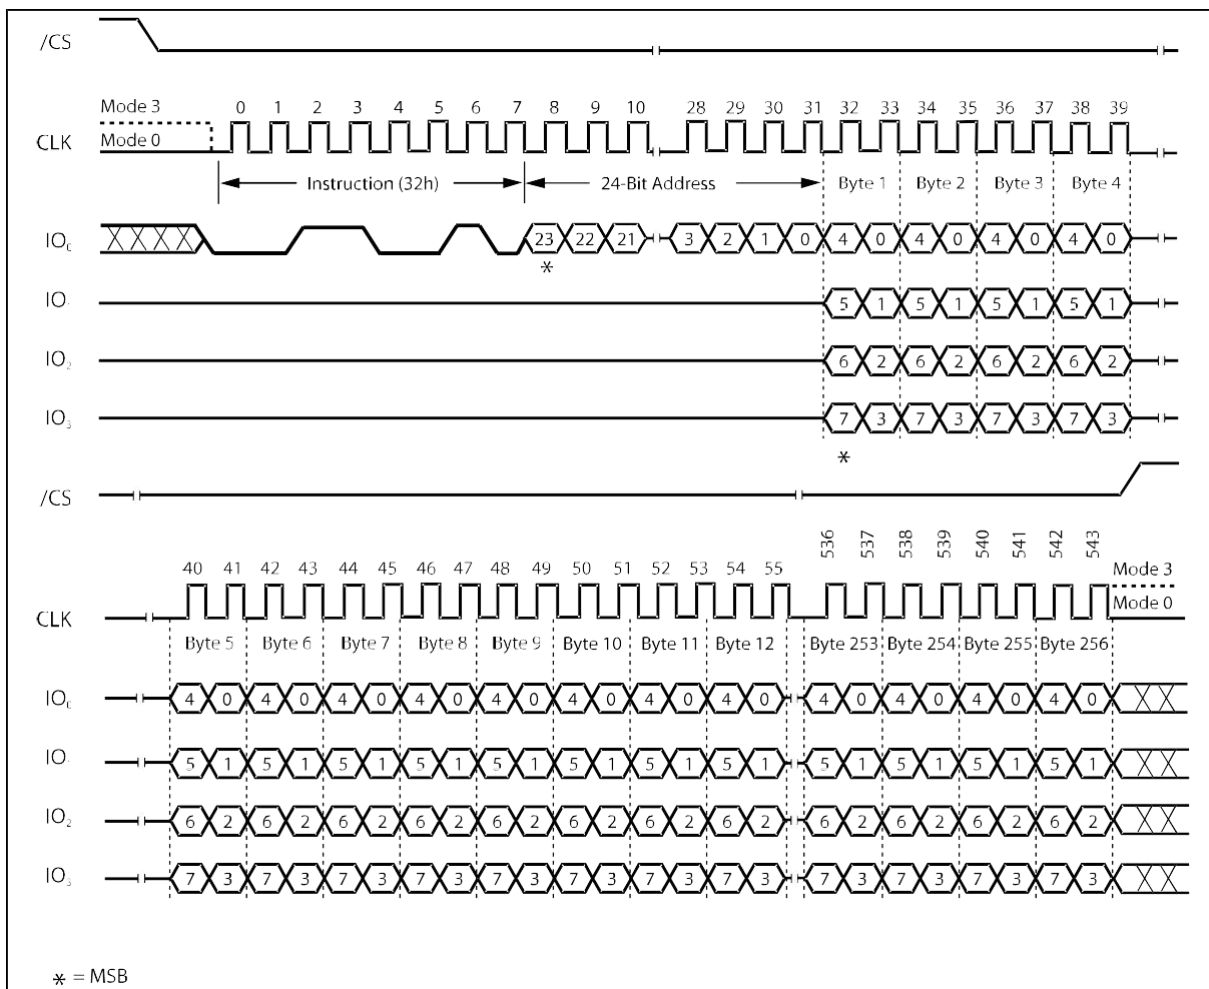 /CS
0 1 2 3 4 5 6 7 8 9 10 28 29 30 31 32 33 34 35 36 37 38 39
Mode 3
CLK Mode 0
Instruction (32h) 24-Bit Address Byte 1 Byte 2 Byte 3 Byte 4
IO0 23 22 21 3 2 1 0 4 0 4 0 4 0 4 0
*
IO 5 1 5 1 5 1 5 1
IO2 6 2 6 2 6 2 6 2
IO3 7 3 7 3 7 3 7 3
*
/CS
40 41 42 43 44 45 46 47 48 49 50 51 52 53 54 55 536 537 538 539 540 541 542 543
Mode 3
CLK Mode 0
Byte 5 Byte 6 Byte 7 Byte 8 Byte 9 Byte 10 Byte 11 Byte 12 Byte 253 Byte 254 Byte 255 Byte 256
IO0 4 0 4 0 4 0 4 0 4 0 4 0 4 0 4 0 4 0 4 0 4 0 4 0
IO 5 1 5 1 5 1 5 1 5 1 5 1 5 1 5 1 5 1 5 1 5 1 5 1
IO2 6 2 6 2 6 2 6 2 6 2 6 2 6 2 6 2 6 2 6 2 6 2 6 2
IO3 7 3 7 3 7 3 7 3 7 3 7 3 7 3 7 3 7 3 7 3 7 3 7 3
* = MSB